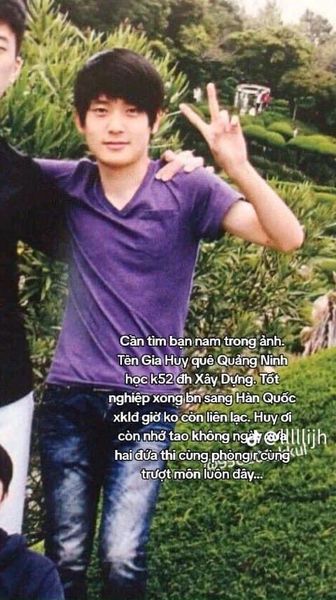 Cần tìm bạn nam trong ảnh.
Tên Gia Huy quê Quảng Ninh
học k52 đh Xây Dựng. Tốt
nghiệp xong bn sang Hàn Quốc
xklđ giờ ko còn liên lạc. Huy ơi
còn nhớ tao không ngày
hai đứa thi cùng phòng cùng
trượt môn luôn đây...